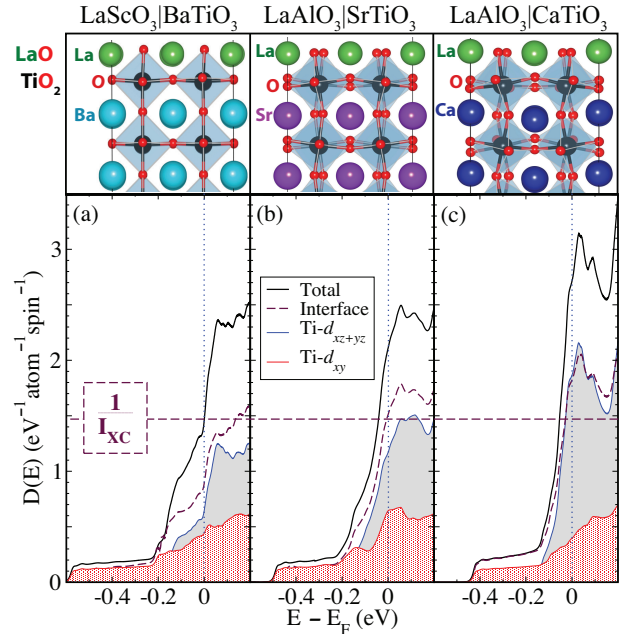 LaScO3|BaTiO3 LaAlO3|SrTiO3 LaAlO3|CaTiO3
LaO La La La
TiO2 O O O
Ba Sr Ca
(a) (b) (c)
3
Total
Interface
Ti-dxz+yz
Ti-dxy
2
1
IXC
1
0
D(E) (eV⁻¹ atom⁻¹ spin⁻¹)
-0.4 -0.2 0 -0.4 -0.2 0 -0.4 -0.2 0
E − EF (eV)